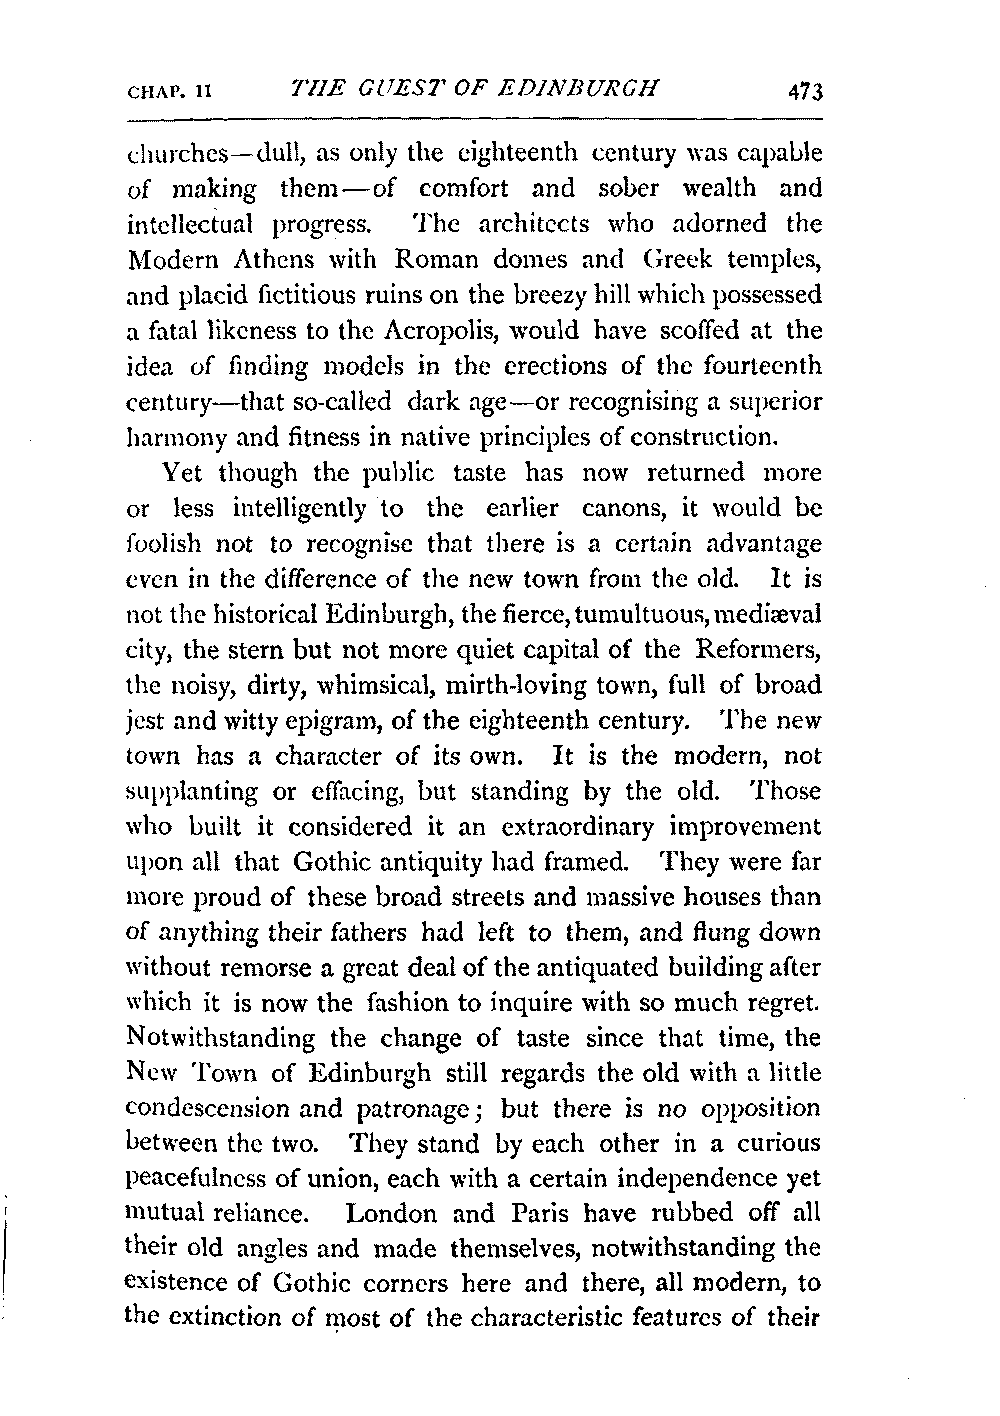 CHAP. II THE GUEST OF EDINBURGH 473
churches—dull, as only the eighteenth century was capable
of making them—of comfort and sober wealth and
intellectual progress. The architects who adorned the
Modern Athens with Roman domes and Greek temples,
and placid fictitious ruins on the breezy hill which possessed
a fatal likeness to the Acropolis, would have scoffed at the
idea of finding models in the erections of the fourteenth
century—that so-called dark age—or recognising a superior
harmony and fitness in native principles of construction.
Yet though the public taste has now returned more
or less intelligently to the earlier canons, it would be
foolish not to recognise that there is a certain advantage
even in the difference of the new town from the old. It is
not the historical Edinburgh, the fierce, tumultuous, mediæval
city, the stern but not more quiet capital of the Reformers,
the noisy, dirty, whimsical, mirth-loving town, full of broad
jest and witty epigram, of the eighteenth century. The new
town has a character of its own. It is the modern, not
supplanting or effacing, but standing by the old. Those
who built it considered it an extraordinary improvement
upon all that Gothic antiquity had framed. They were far
more proud of these broad streets and massive houses than
of anything their fathers had left to them, and flung down
without remorse a great deal of the antiquated building after
which it is now the fashion to inquire with so much regret.
Notwithstanding the change of taste since that time, the
New Town of Edinburgh still regards the old with a little
condescension and patronage; but there is no opposition
between the two. They stand by each other in a curious
peacefulness of union, each with a certain independence yet
mutual reliance. London and Paris have rubbed off all
their old angles and made themselves, notwithstanding the
existence of Gothic corners here and there, all modern, to
the extinction of most of the characteristic features of their